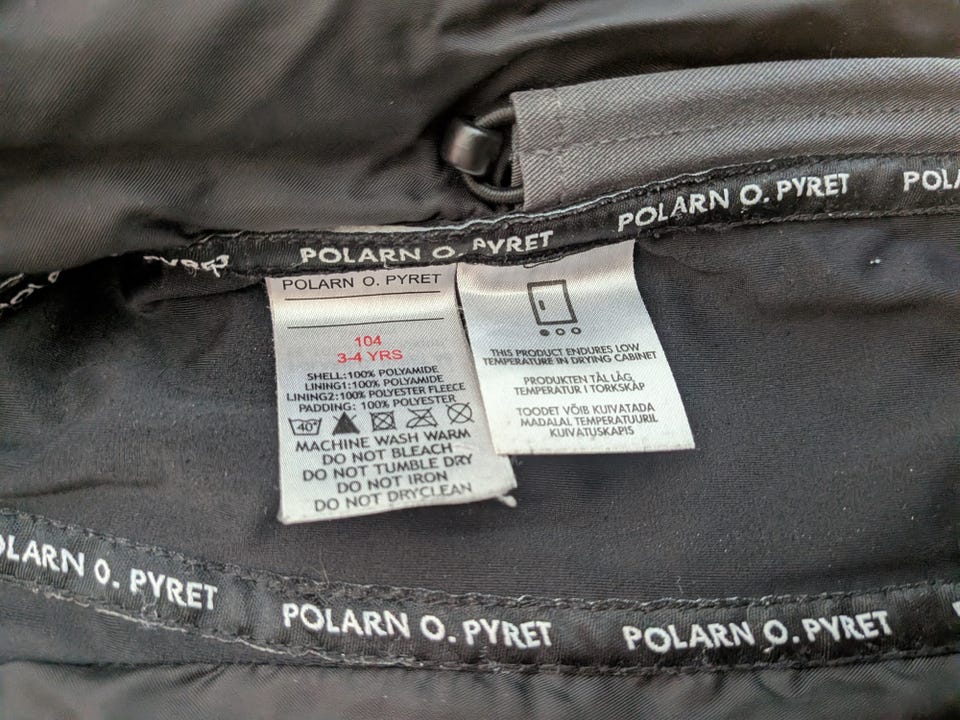 POLARN O. PYRET
POLARN O. PYRET
POLARN O. PYRET
104
3-4 YRS
SHELL:100% POLYAMIDE
LINING1:100% POLYAMIDE
LINING2:100% POLYESTER FLEECE
PADDING: 100% POLYESTER
40°
MACHINE WASH WARM
DO NOT BLEACH
DO NOT TUMBLE DRY
DO NOT IRON
DO NOT DRYCLEAN
THIS PRODUCT ENDURES LOW
TEMPERATURE IN DRYING CABINET
PRODUKTEN TÅL LÅG,
TEMPERATUR I TORKSKÅP
TOODET VÕIB KUIVATADA
MADALAL TEMPERATUURIL
KUIVATUSKAPIS
O. PYRET
POLARN O. PYRET
POLARN O. PYRET